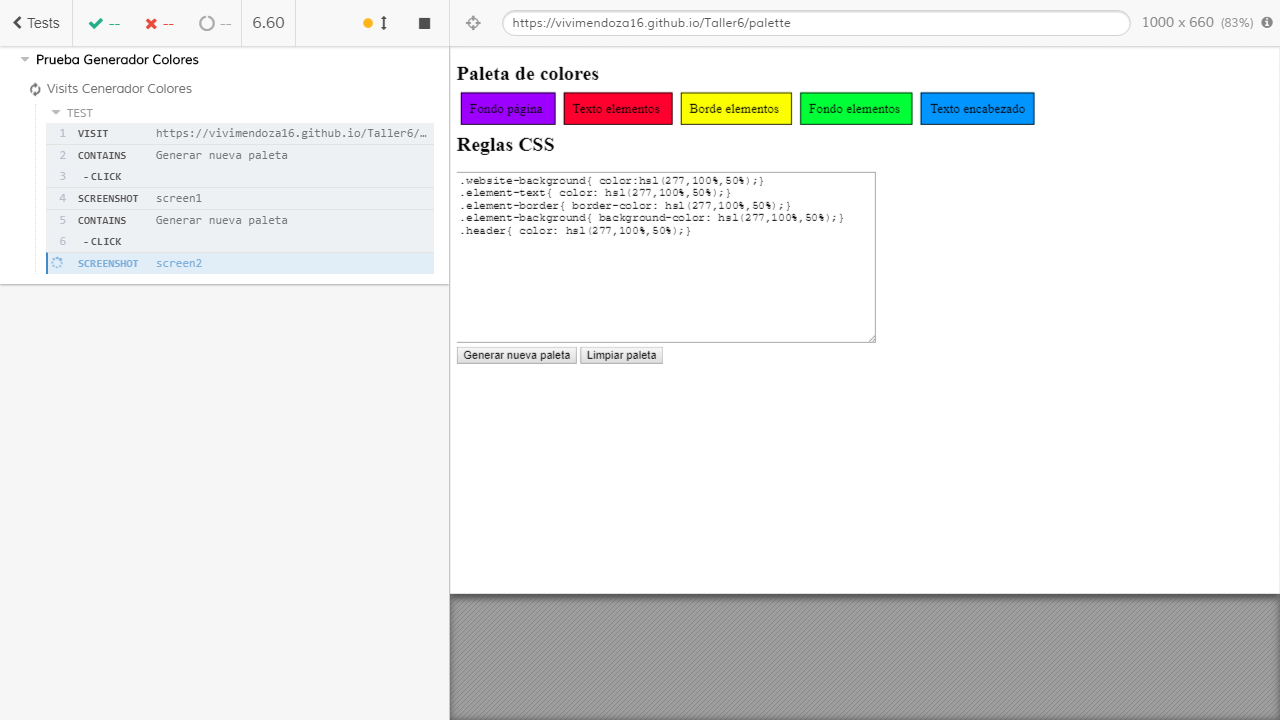 Tests -- -- -- 6.60
https://vivimendoza16.github.io/Taller6/palette 1000 x 660 (83%)
Prueba Generador Colores
Visits Cenerador Colores
TEST
1 VISIT https://vivimendoza16.github.io/Taller6/…
2 CONTAINS Generar nueva paleta
3 - CLICK
4 SCREENSHOT screen1
5 CONTAINS Generar nueva paleta
6 - CLICK
SCREENSHOT screen2
Paleta de colores
Fondo página Texto elementos Borde elementos Fondo elementos Texto encabezado
Reglas CSS
.website-background{ color:hsl(277,100%,50%);}
.element-text{ color: hsl(277,100%,50%);}
.element-border{ border-color: hsl(277,100%,50%);}
.element-background{ background-color: hsl(277,100%,50%);}
.header{ color: hsl(277,100%,50%);}
Generar nueva paleta Limpiar paleta